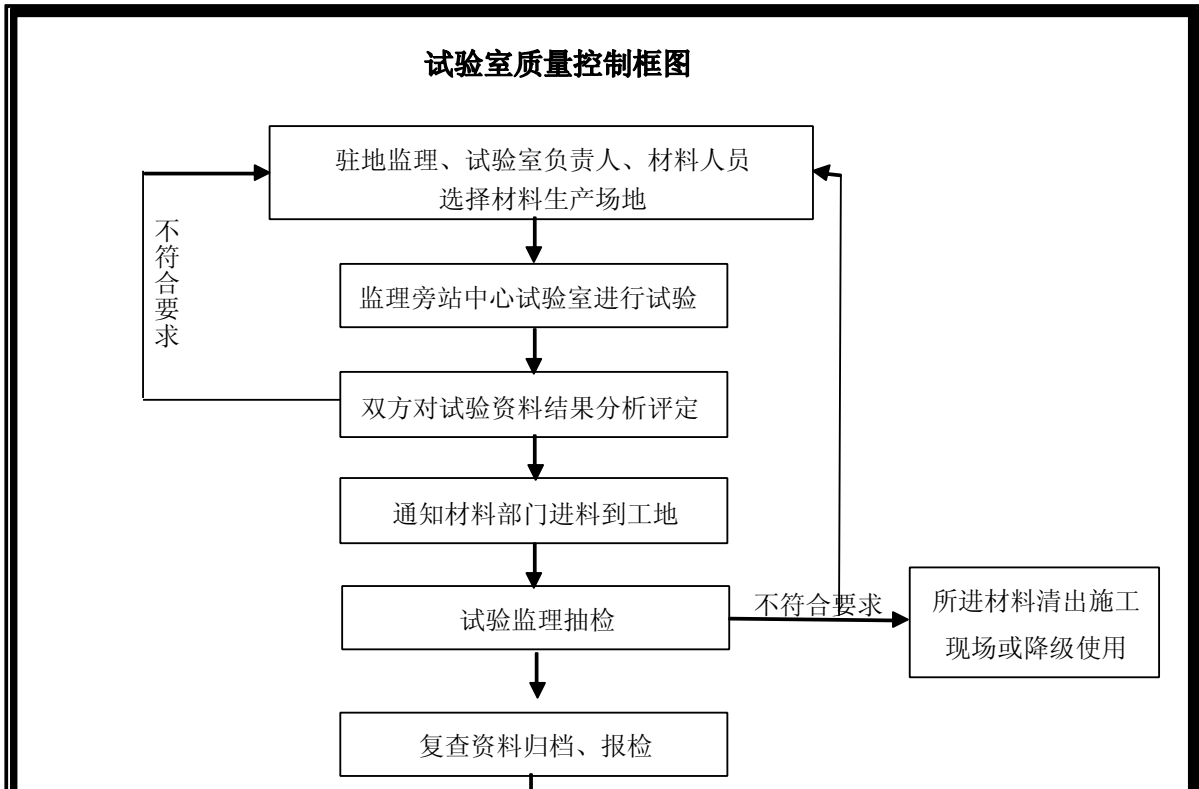 试验室质量控制框图
驻地监理、试验室负责人、材料人员
选择材料生产场地
不符合要求
监理旁站中心试验室进行试验
双方对试验资料结果分析评定
通知材料部门进料到工地
试验监理抽检
不符合要求
所进材料清出施工
现场或降级使用
复查资料归档、报检